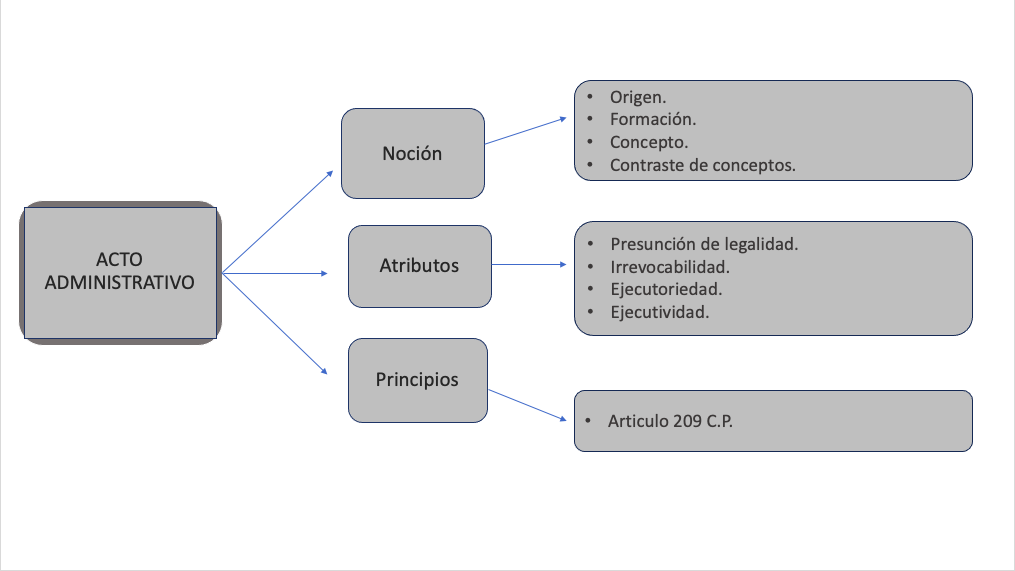 ACTO
ADMINISTRATIVO
Noción
• Origen.
• Formación.
• Concepto.
• Contraste de conceptos.
Atributos
• Presunción de legalidad.
• Irrevocabilidad.
• Ejecutoriedad.
• Ejecutividad.
Principios
• Articulo 209 C.P.